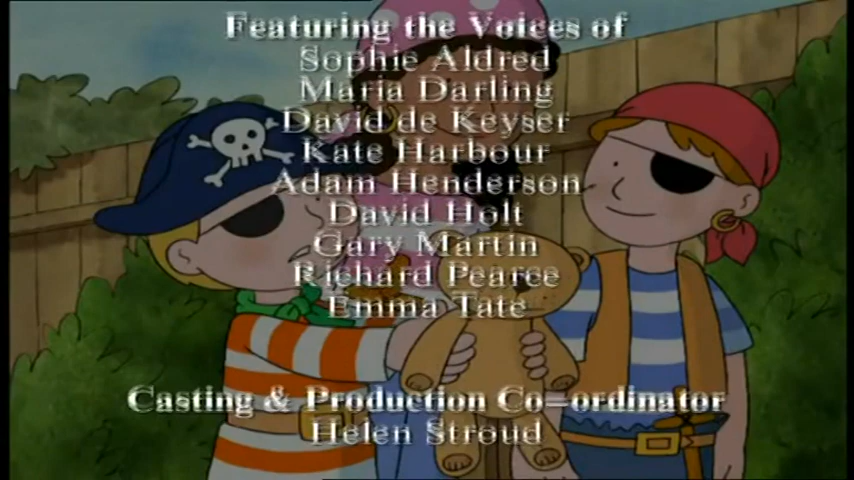 Featuring the Voices of
Sophie Aldred
Maria Darling
David de Keyser
Kate Harbour
Adam Henderson
David Holt
Gary Martin
Richard Pearce
Emma Tate
Casting & Production Co-ordinator
Helen Stroud